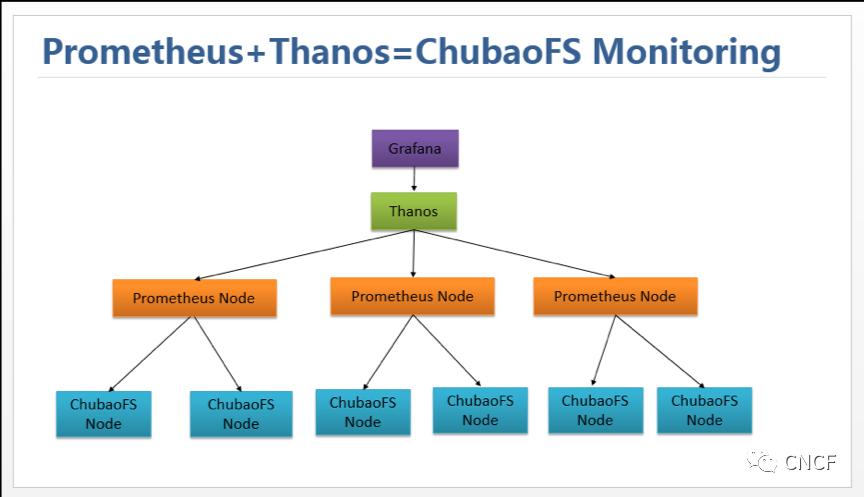 Prometheus+Thanos=ChubaoFS Monitoring
Grafana
Thanos
Prometheus Node
Prometheus Node
Prometheus Node
ChubaoFS
Node
ChubaoFS
Node
ChubaoFS
Node
ChubaoFS
Node
ChubaoFS
Node
ChubaoFS
Node
CNCF